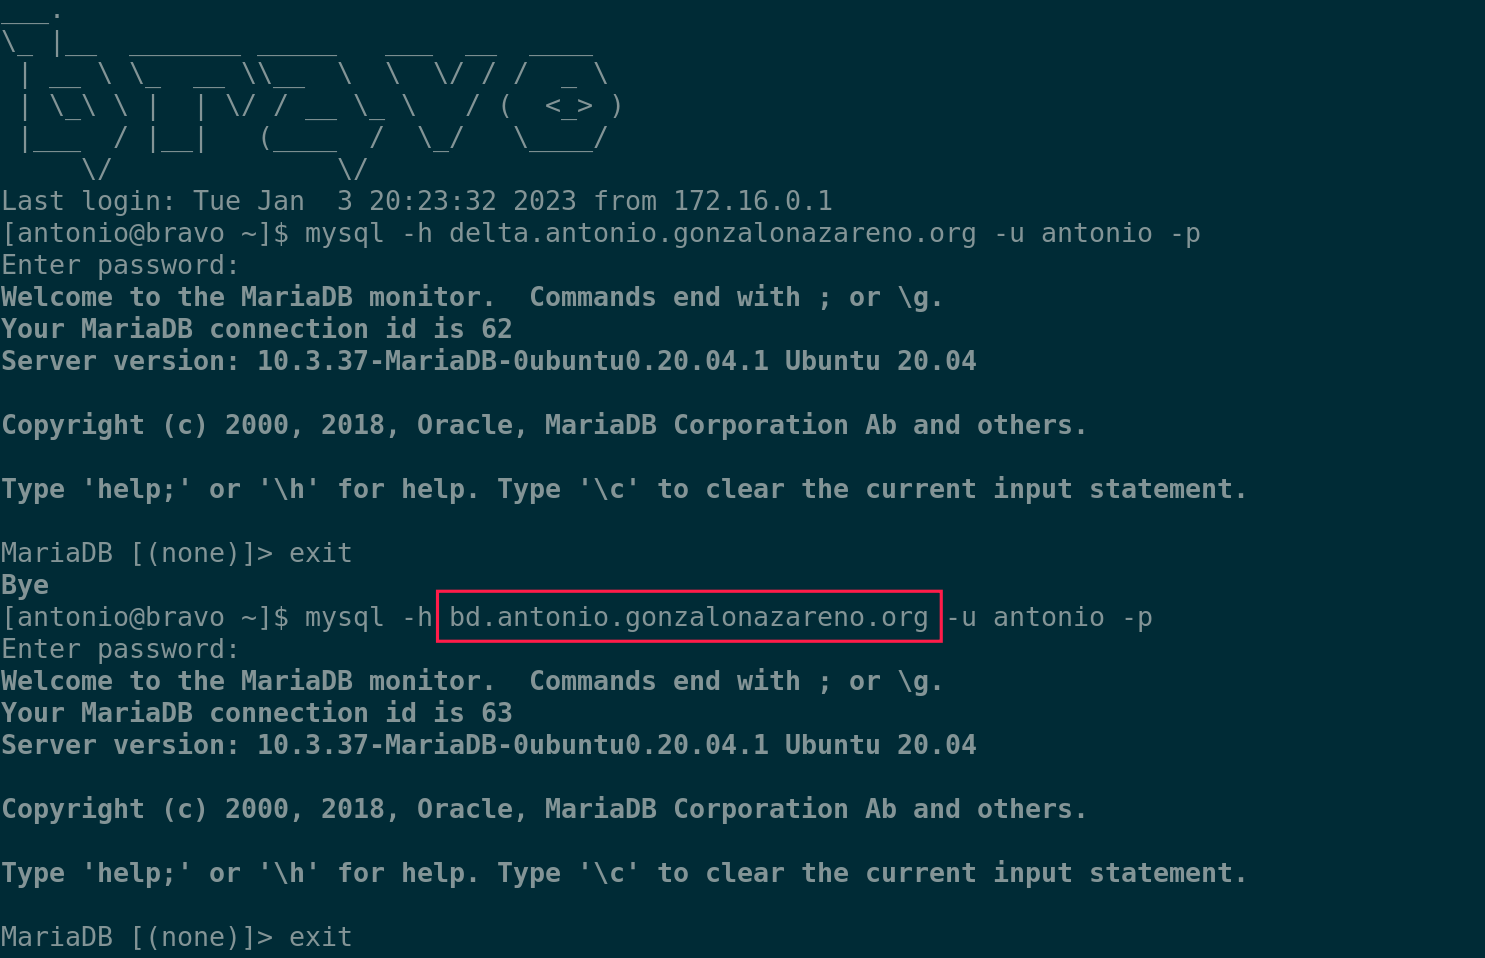 ___.
\_ |__  _______ _____   ___  __  ____
 | __ \ \_  __ \\__  \  \  \/ / /  _ \
 | \_\ \ |  | \/ / __ \_ \   / (  <_> )
 |___  / |__|   (____  /  \_/   \____/
     \/              \/
Last login: Tue Jan  3 20:23:32 2023 from 172.16.0.1
[antonio@bravo ~]$ mysql -h delta.antonio.gonzalonazareno.org -u antonio -p
Enter password:
Welcome to the MariaDB monitor.  Commands end with ; or \g.
Your MariaDB connection id is 62
Server version: 10.3.37-MariaDB-0ubuntu0.20.04.1 Ubuntu 20.04
Copyright (c) 2000, 2018, Oracle, MariaDB Corporation Ab and others.
Type 'help;' or '\h' for help. Type '\c' to clear the current input statement.
MariaDB [(none)]> exit
Bye
[antonio@bravo ~]$ mysql -h bd.antonio.gonzalonazareno.org -u antonio -p
Enter password:
Welcome to the MariaDB monitor.  Commands end with ; or \g.
Your MariaDB connection id is 63
Server version: 10.3.37-MariaDB-0ubuntu0.20.04.1 Ubuntu 20.04
Copyright (c) 2000, 2018, Oracle, MariaDB Corporation Ab and others.
Type 'help;' or '\h' for help. Type '\c' to clear the current input statement.
MariaDB [(none)]> exit